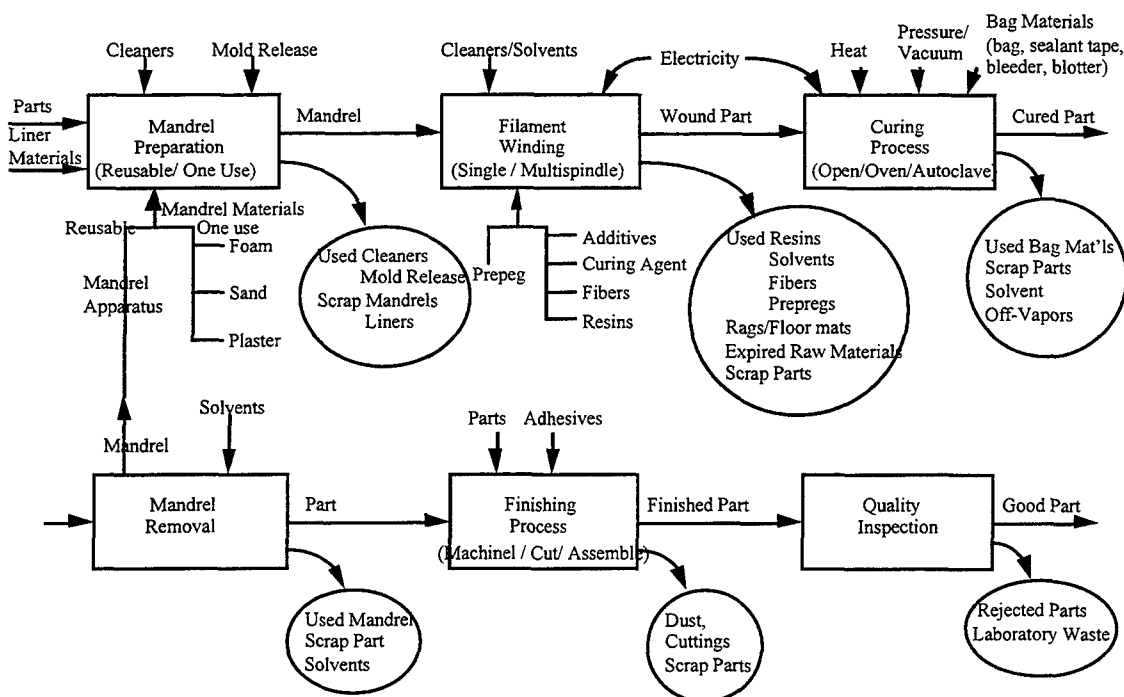 Cleaners
Mold Release
Cleaners/Solvents
Electricity
Heat
Pressure/
Vacuum
Bag Materials
(bag, sealant tape,
bleeder, blotter)
Parts
Liner
Materials
Mandrel
Preparation
(Reusable/ One Use)
Mandrel
Filament
Winding
(Single / Multispindle)
Wound Part
Curing
Process
(Open/Oven/Autoclave)
Cured Part
Mandrel Materials
Reusable
One use
Foam
Sand
Plaster
Mandrel
Apparatus
Used Cleaners
Mold Release
Scrap Mandrels
Liners
Prepeg
Additives
Curing Agent
Fibers
Resins
Used Resins
Solvents
Fibers
Prepregs
Rags/Floor mats
Expired Raw Materials
Scrap Parts
Used Bag Mat'ls
Scrap Parts
Solvent
Off-Vapors
Mandrel
Solvents
Parts
Adhesives
Mandrel
Removal
Part
Finishing
Process
(Machinel / Cut/ Assemble)
Finished Part
Quality
Inspection
Good Part
Used Mandrel
Scrap Part
Solvents
Dust,
Cuttings
Scrap Parts
Rejected Parts
Laboratory Waste